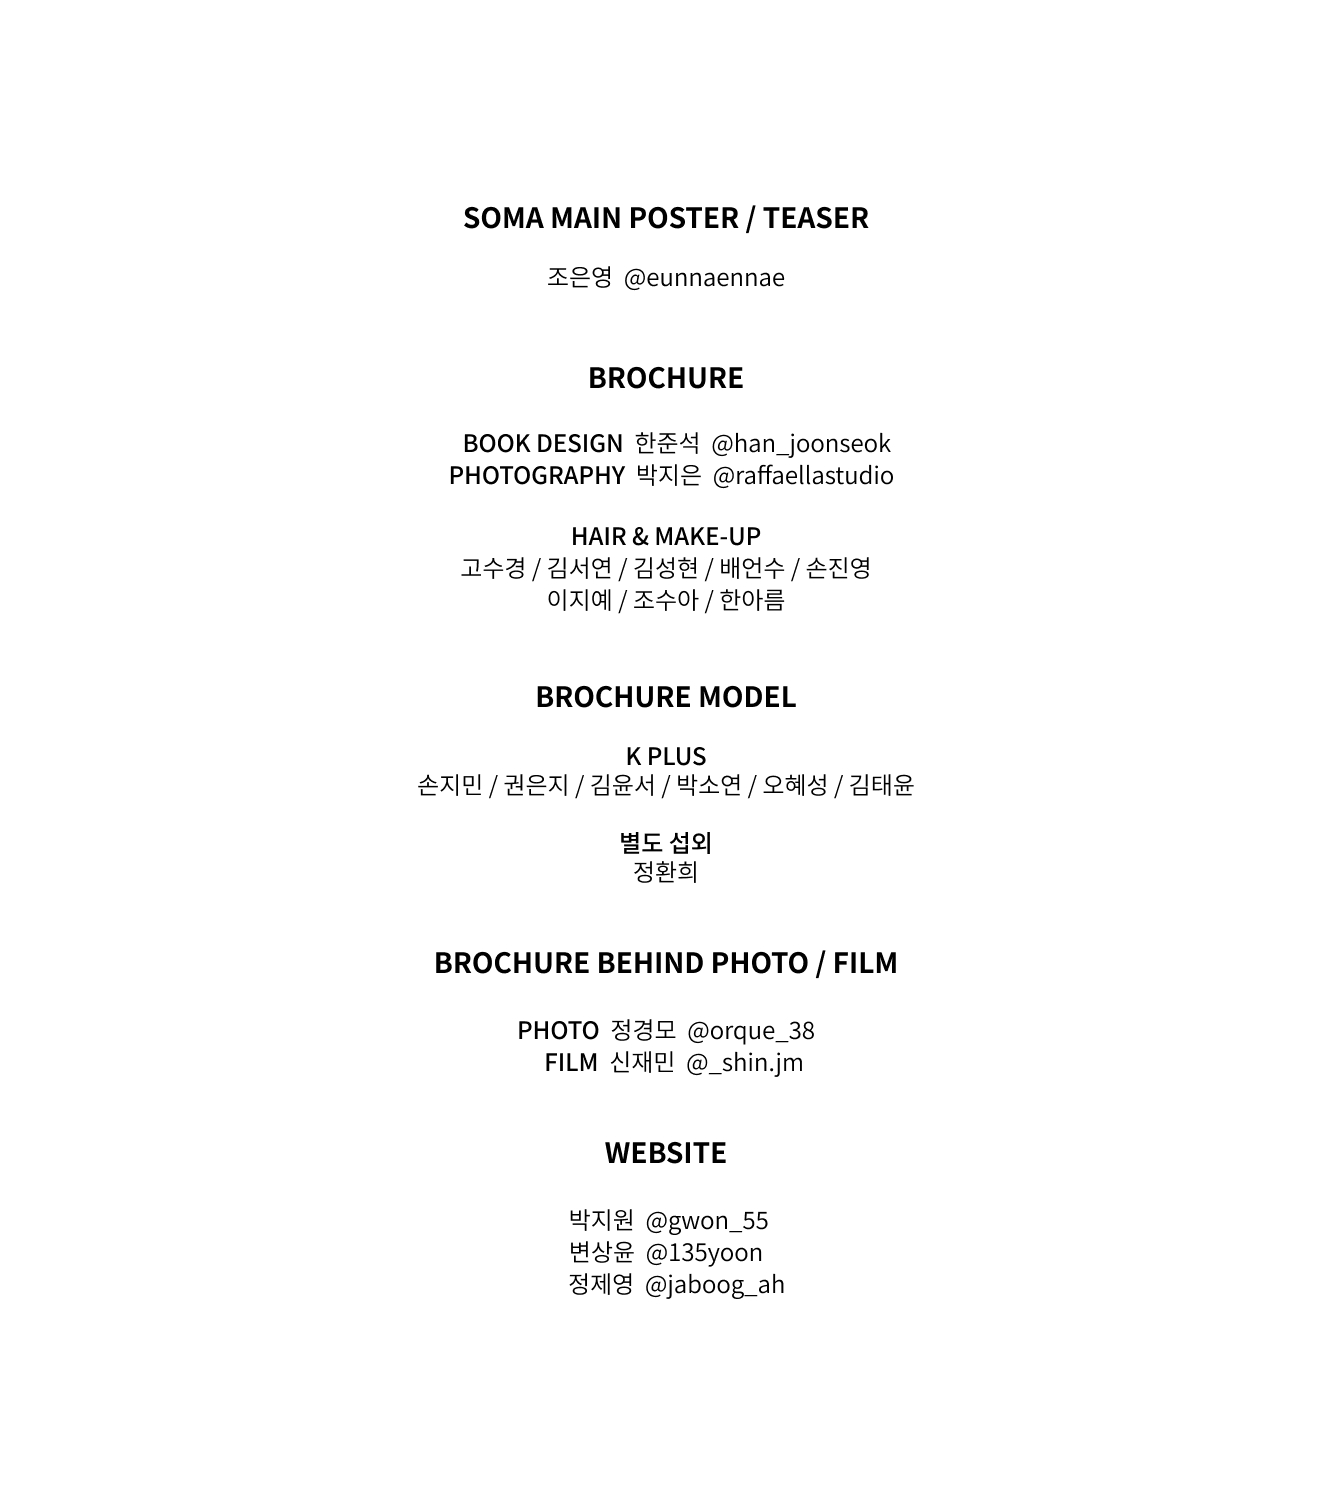 SOMA MAIN POSTER / TEASER
조은영 @eunnaennae
BROCHURE
BOOK DESIGN 한준석 @han_joonseok
PHOTOGRAPHY 박지은 @raffaellastudio
HAIR & MAKE-UP
고수경 / 김서연 / 김성현 / 배언수 / 손진영
이지예 / 조수아 / 한아름
BROCHURE MODEL
K PLUS
손지민 / 권은지 / 김윤서 / 박소연 / 오혜성 / 김태윤
별도 섭외
정환희
BROCHURE BEHIND PHOTO / FILM
PHOTO 정경모 @orque_38
FILM 신재민 @_shin.jm
WEBSITE
박지원 @gwon_55
변상윤 @135yoon
정제영 @jaboog_ah